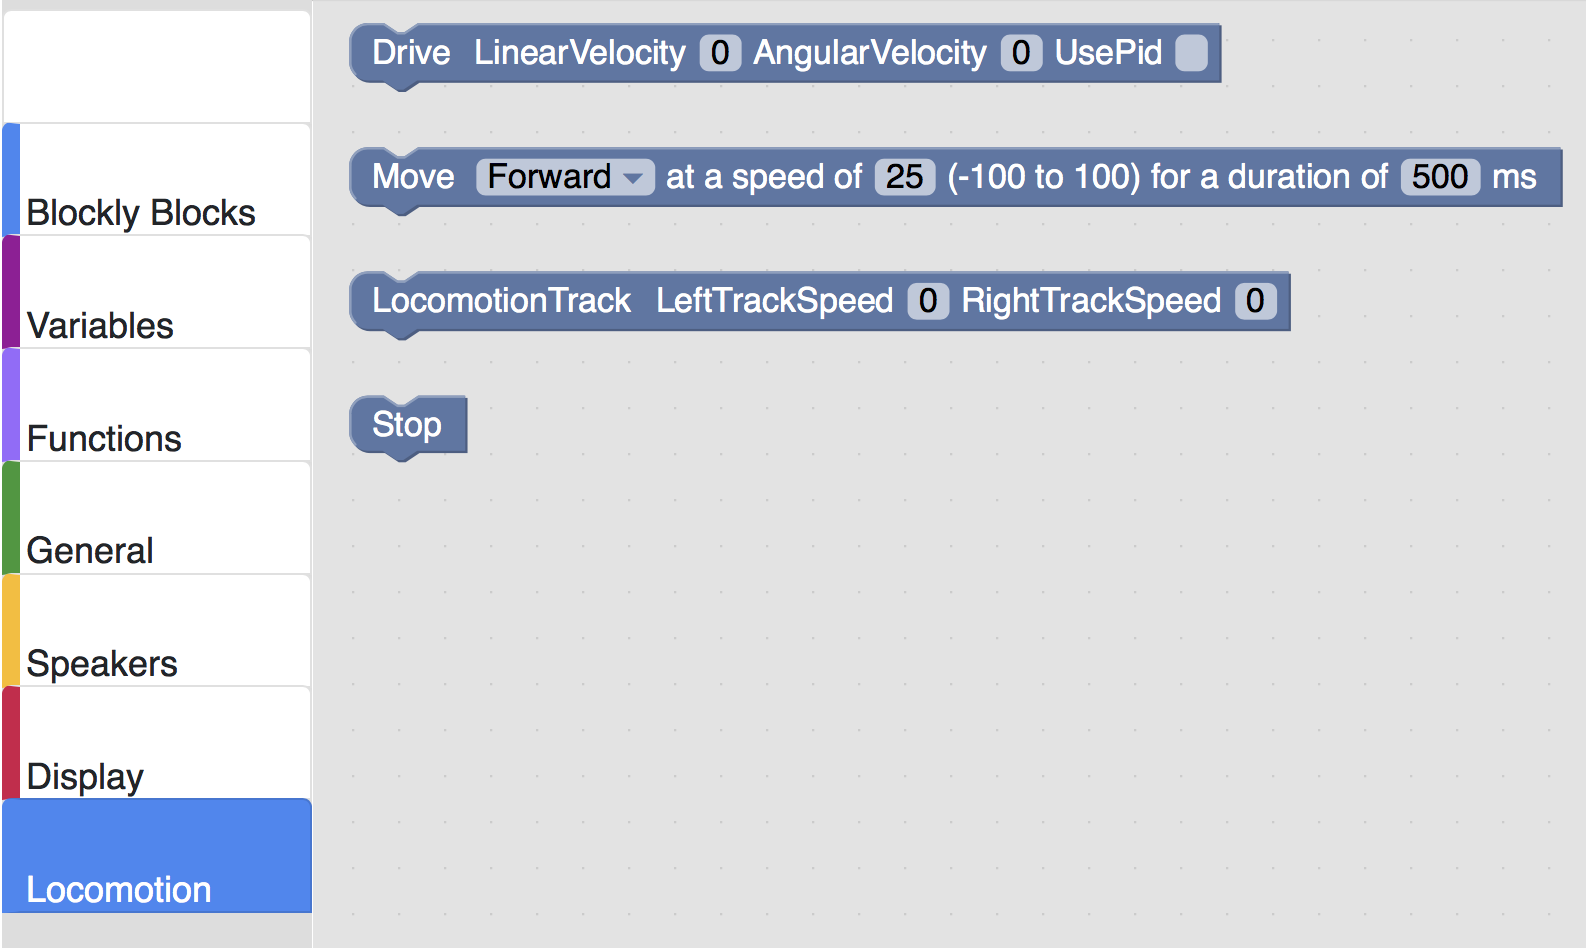 Blockly Blocks
Variables
Functions
General
Speakers
Display
Locomotion
Drive LinearVelocity 0 AngularVelocity 0 UsePid
Move Forward at a speed of 25 (-100 to 100) for a duration of 500 ms
LocomotionTrack LeftTrackSpeed 0 RightTrackSpeed 0
Stop